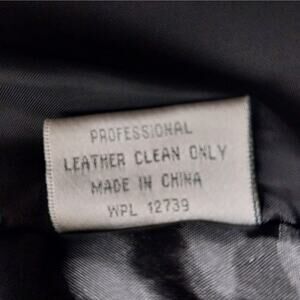 PROFESSIONAL
LEATHER CLEAN ONLY
MADE IN CHINA
WPL 12739